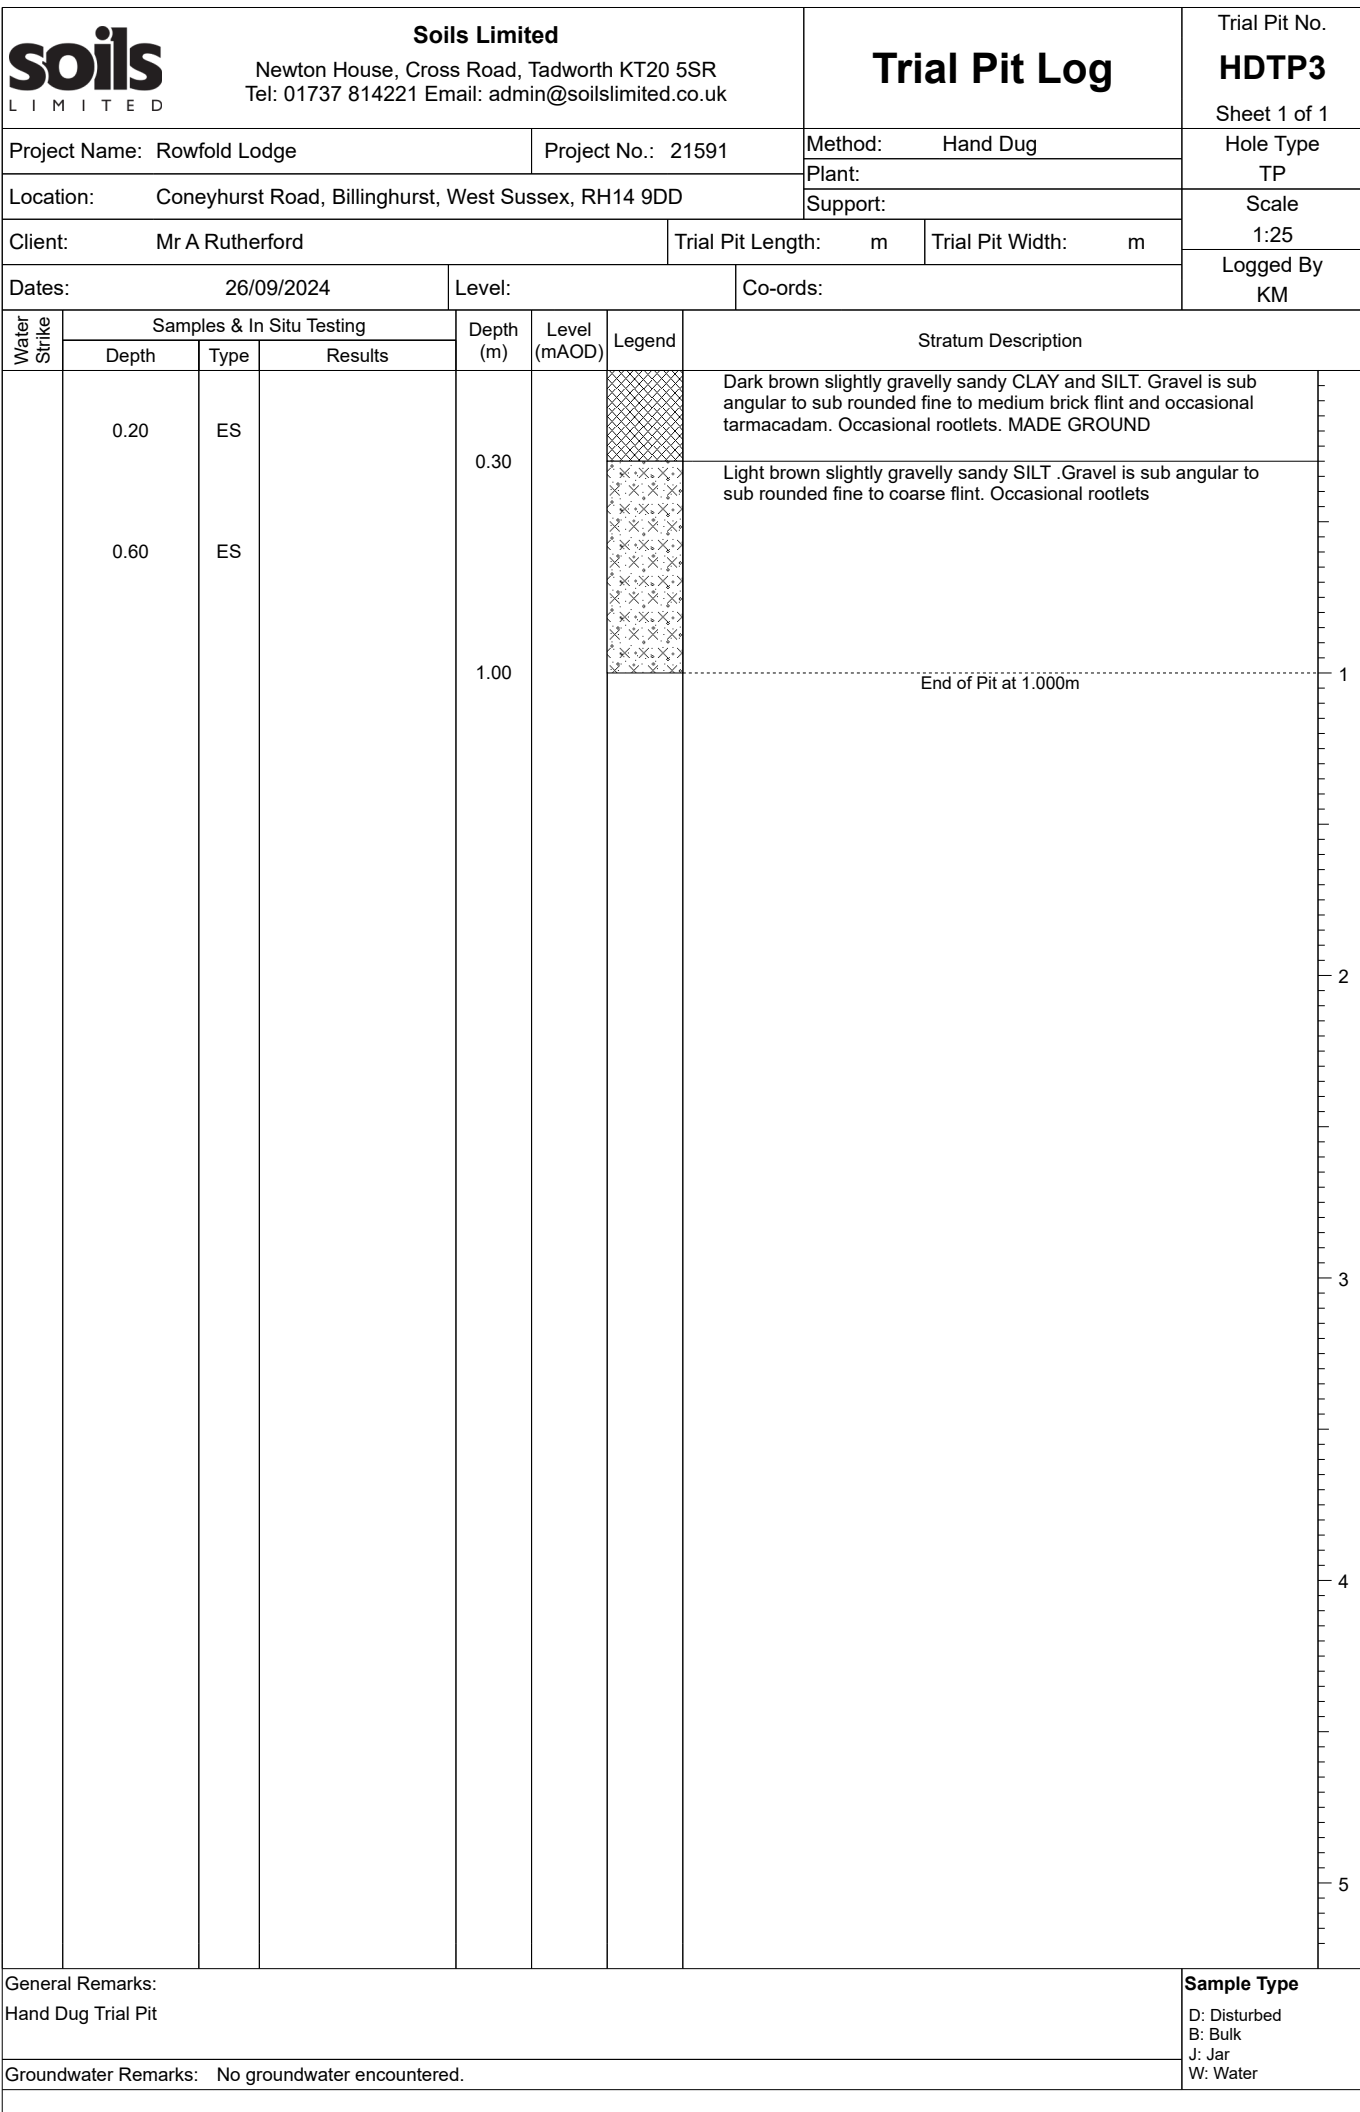 soils
LIMITED
Soils Limited
Newton House, Cross Road, Tadworth KT20 5SR
Tel: 01737 814221 Email: admin@soilslimited.co.uk
Trial Pit Log
Trial Pit No.
HDTP3
Sheet 1 of 1
Project Name: Rowfold Lodge
Project No.: 21591
Method: Hand Dug
Plant:
Support:
Hole Type
TP
Location: Coneyhurst Road, Billinghurst, West Sussex, RH14 9DD
Scale
1:25
Client: Mr A Rutherford
Trial Pit Length: m
Trial Pit Width: m
Logged By
KM
Dates: 26/09/2024
Level:
Co-ords:
Water
Strike
Samples & In Situ Testing
Depth
Type
Results
Depth
(m)
Level
(mAOD)
Legend
Stratum Description
Dark brown slightly gravelly sandy CLAY and SILT. Gravel is sub
angular to sub rounded fine to medium brick flint and occasional
tarmacadam. Occasional rootlets. MADE GROUND
0.20 ES
0.30
Light brown slightly gravelly sandy SILT .Gravel is sub angular to
sub rounded fine to coarse flint. Occasional rootlets
0.60 ES
1.00
End of Pit at 1.000m
1
2
3
4
5
General Remarks:
Hand Dug Trial Pit
Groundwater Remarks: No groundwater encountered.
Sample Type
D: Disturbed
B: Bulk
J: Jar
W: Water